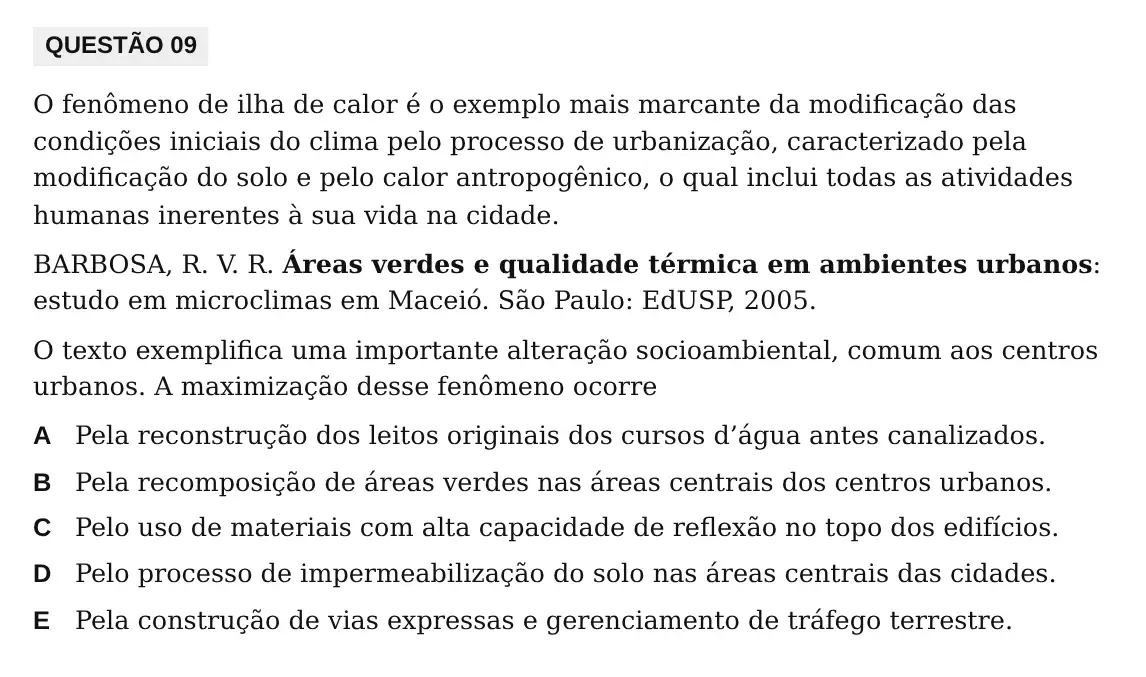 QUESTÃO 09
O fenômeno de ilha de calor é o exemplo mais marcante da modificação das
condições iniciais do clima pelo processo de urbanização, caracterizado pela
modificação do solo e pelo calor antropogênico, o qual inclui todas as atividades
humanas inerentes à sua vida na cidade.
BARBOSA, R. V. R. Áreas verdes e qualidade térmica em ambientes urbanos:
estudo em microclimas em Maceió. São Paulo: EdUSP, 2005.
O texto exemplifica uma importante alteração socioambiental, comum aos centros
urbanos. A maximização desse fenômeno ocorre
A Pela reconstrução dos leitos originais dos cursos d’água antes canalizados.
B Pela recomposição de áreas verdes nas áreas centrais dos centros urbanos.
C Pelo uso de materiais com alta capacidade de reflexão no topo dos edifícios.
D Pelo processo de impermeabilização do solo nas áreas centrais das cidades.
E Pela construção de vias expressas e gerenciamento de tráfego terrestre.